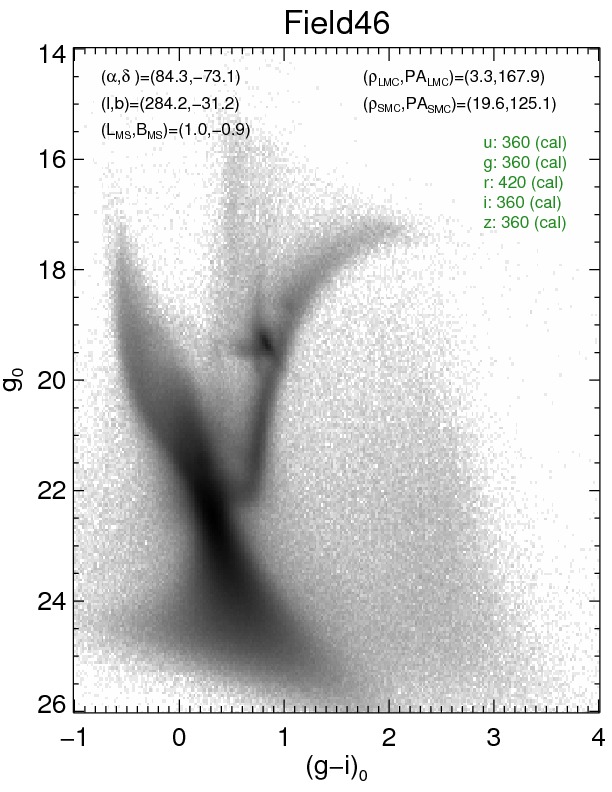 Field46
(α,δ)=(84.3,−73.1)
(ρLMC,PALMC)=(3.3,167.9)
(l,b)=(284.2,−31.2)
(ρSMC,PASMC)=(19.6,125.1)
(LMS,BMS)=(1.0,−0.9)
u: 360 (cal)
g: 360 (cal)
r: 420 (cal)
i: 360 (cal)
z: 360 (cal)
14
16
18
20
22
24
26
g0
−1 0 1 2 3 4
(g−i)0